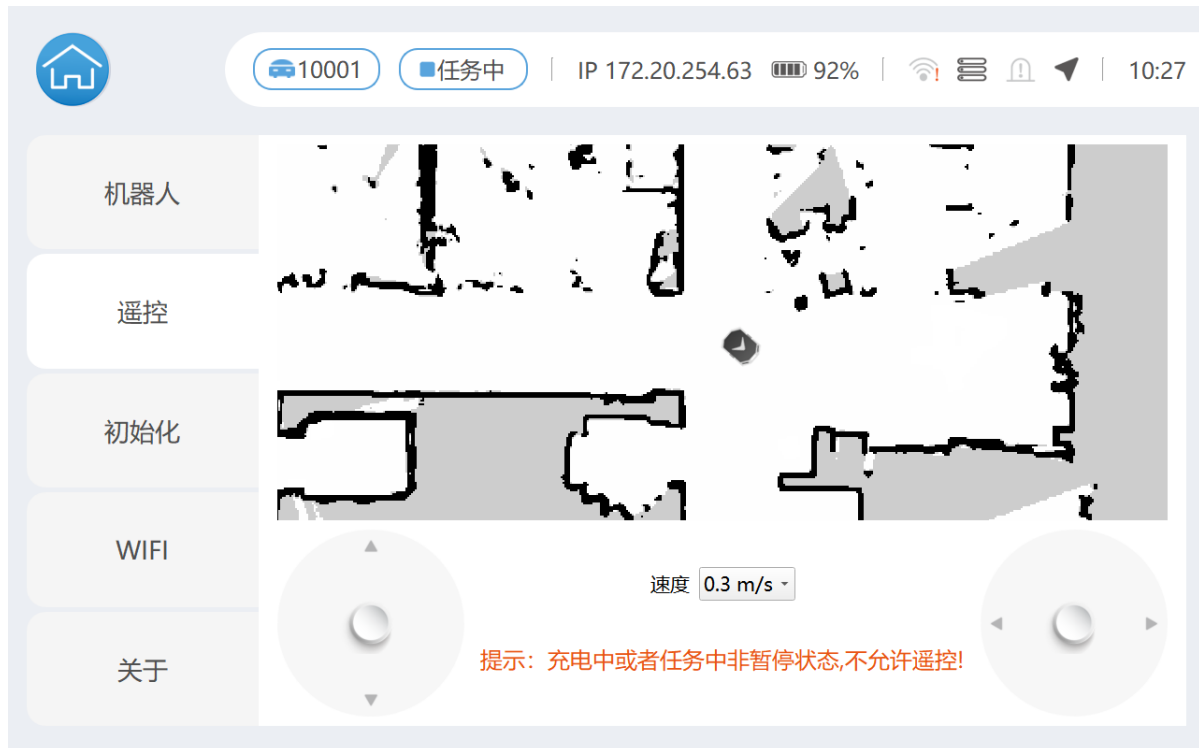 10001 任务中 IP 172.20.254.63 92% 10:27
机器人
遥控
初始化
WIFI
关于
速度 0.3 m/s
提示：充电中或者任务中非暂停状态,不允许遥控!